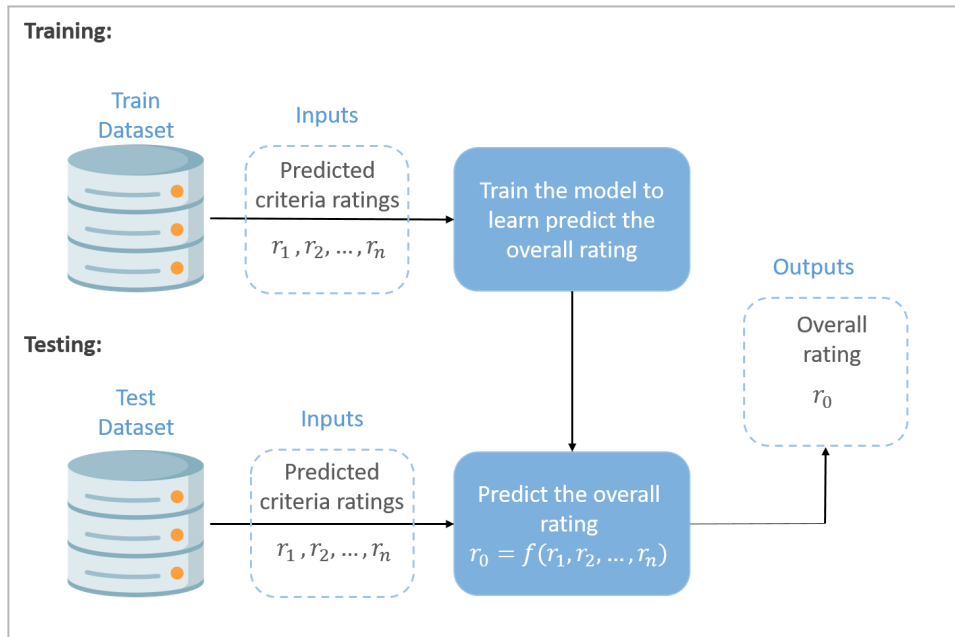 Training:
Train
Dataset
Inputs
Predicted
criteria ratings
r₁ , r₂, … , rₙ
Train the model to
learn predict the
overall rating
Outputs
Overall
rating
r₀
Testing:
Test
Dataset
Inputs
Predicted
criteria ratings
r₁ , r₂, … , rₙ
Predict the overall
rating
r₀ = f(r₁, r₂, … , rₙ)